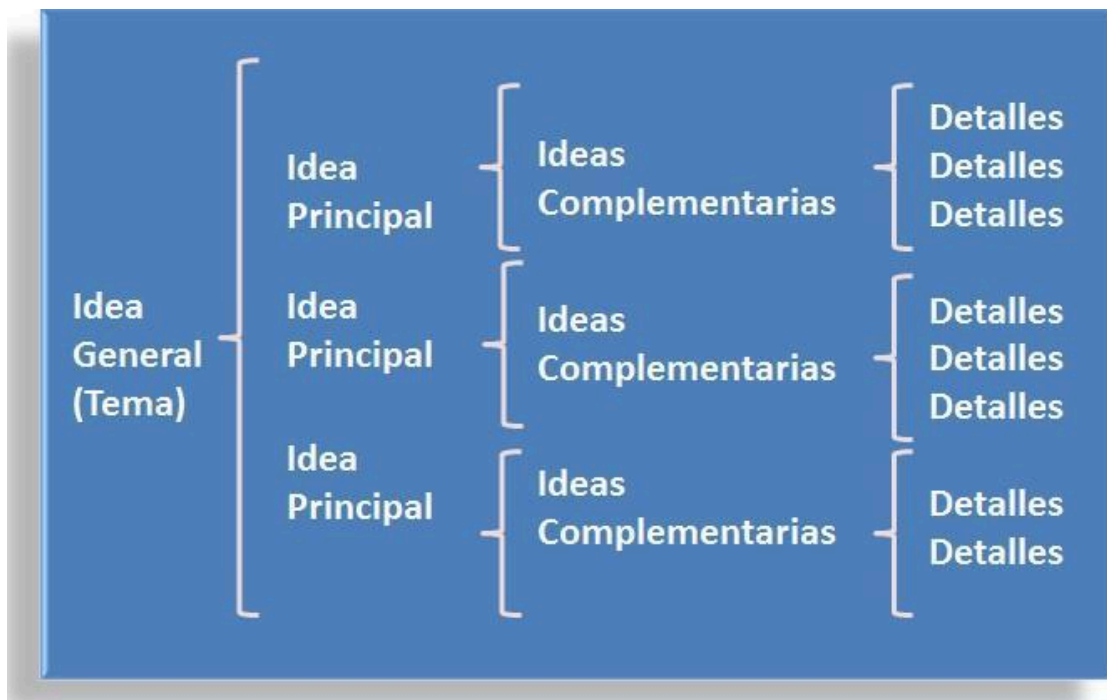 Idea
General
(Tema)
Idea
Principal
Ideas
Complementarias
Detalles
Detalles
Detalles
Idea
Principal
Ideas
Complementarias
Detalles
Detalles
Detalles
Idea
Principal
Ideas
Complementarias
Detalles
Detalles